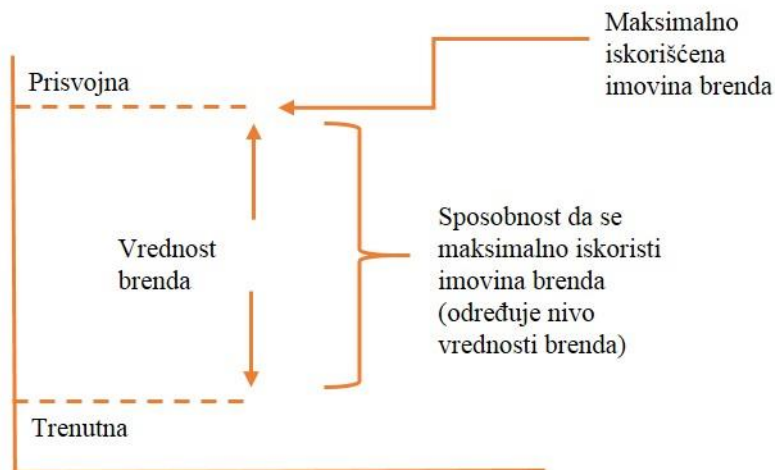 Maksimalno
iskorišćena
imovina brenda
Prisvojna
Vrednost
brenda
Sposobnost da se
maksimalno iskoristi
imovina brenda
(određuje nivo
vrednosti brenda)
Trenutna